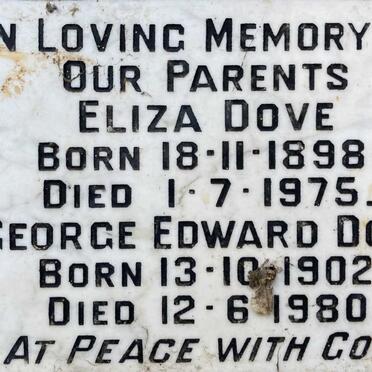 N LOVING MEMORY
OUR PARENTS
ELIZA DOVE
BORN 18-11-1898
DIED 1-7-1975.
GEORGE EDWARD DO
BORN 13-10-1902
DIED 12-6-1980
AT PEACE WITH GO